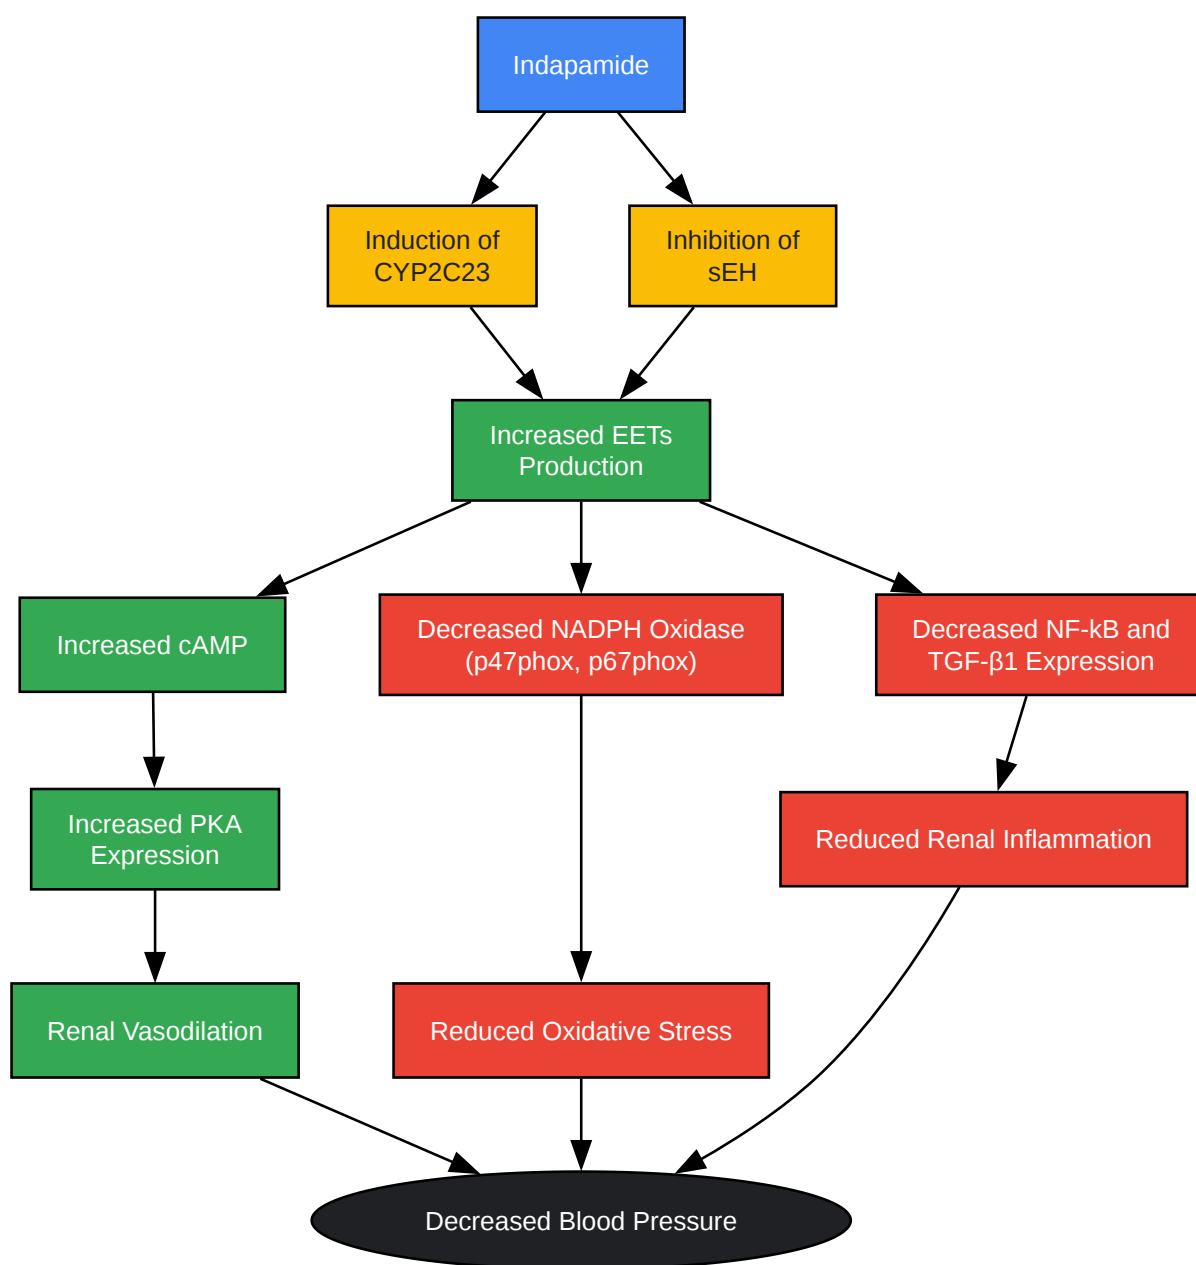 Indapamide
Induction of
CYP2C23
Inhibition of
sEH
Increased EETs
Production
Increased cAMP
Decreased NADPH Oxidase
(p47phox, p67phox)
Decreased NF-kB and
TGF-β1 Expression
Increased PKA
Expression
Reduced Renal Inflammation
Renal Vasodilation
Reduced Oxidative Stress
Decreased Blood Pressure